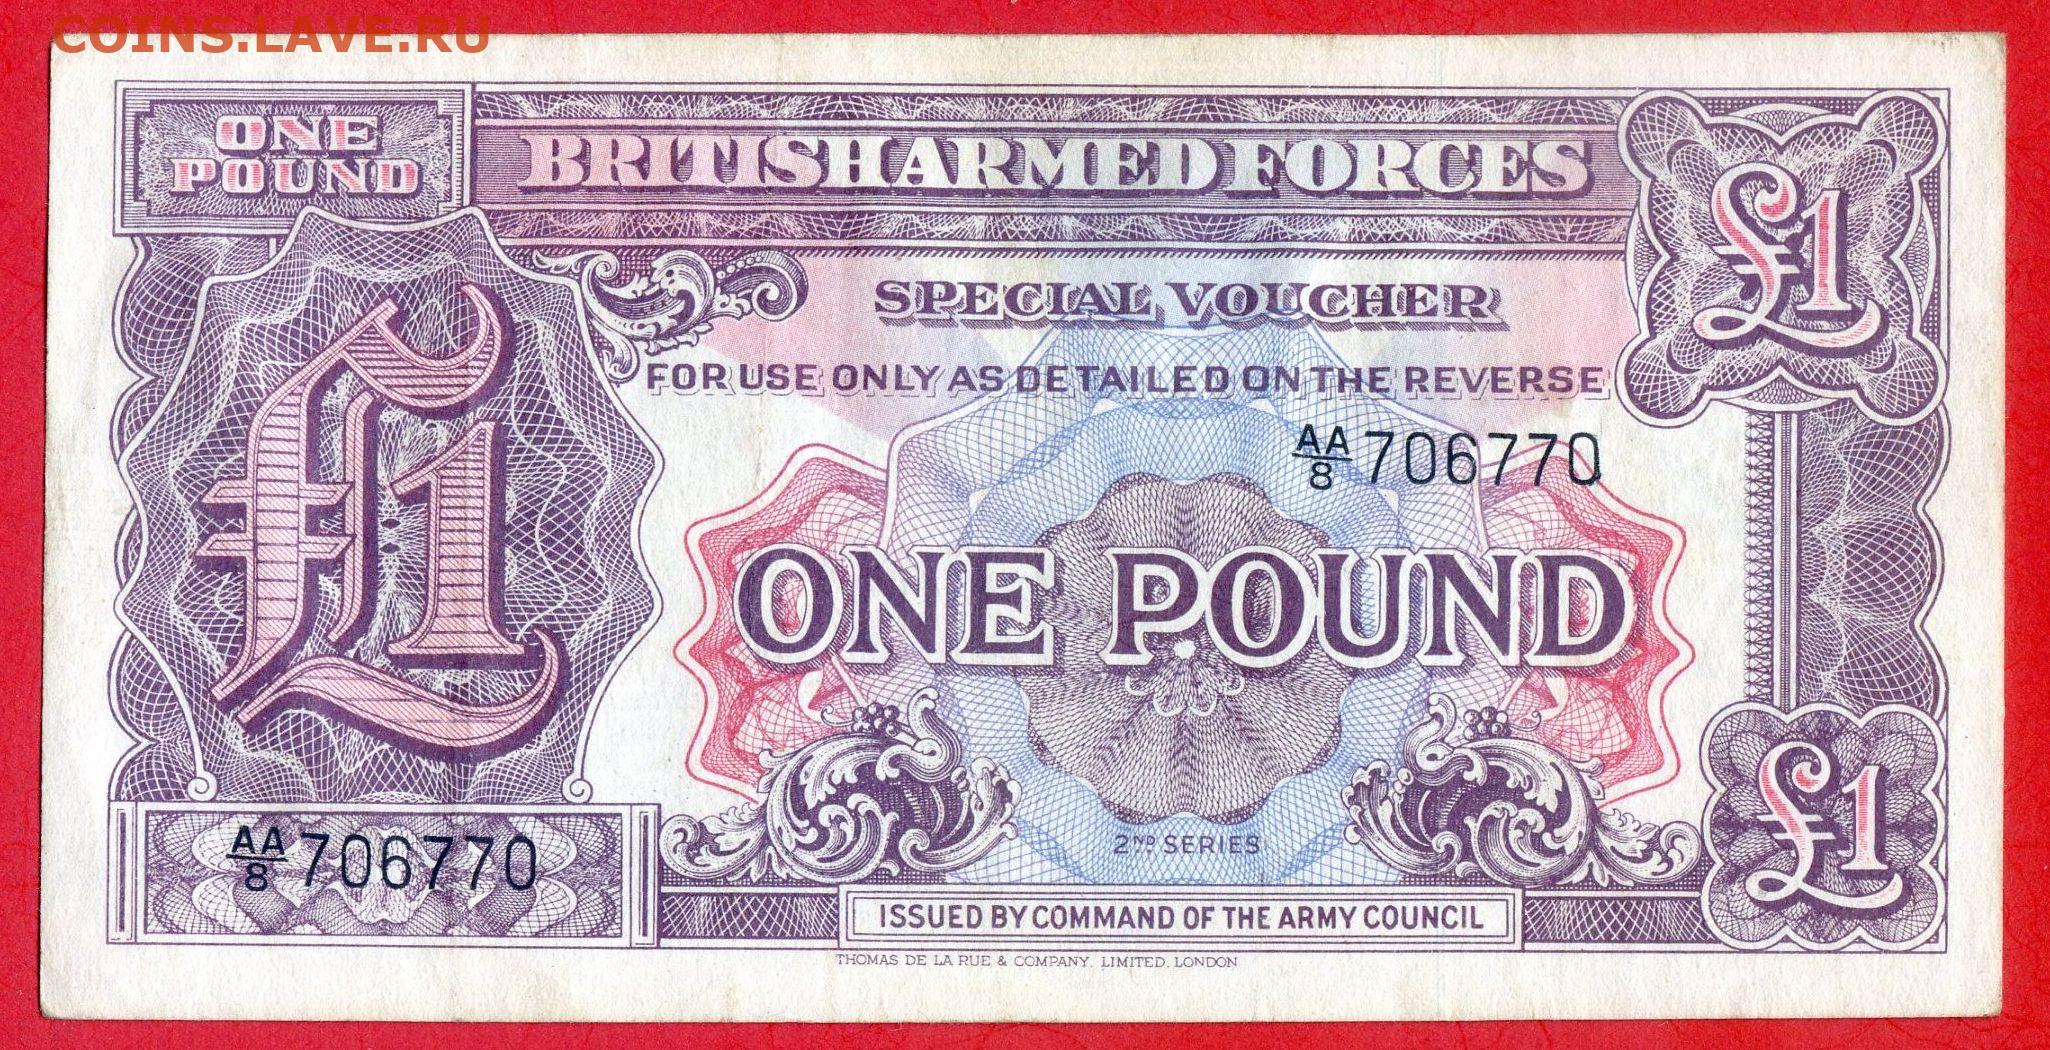 COINS.LAVE.RU
ONE
POUND
BRITISH ARMED FORCES
£1
SPECIAL VOUCHER
FOR USE ONLY AS DETAILED ON THE REVERSE
AA/8 706770
£1
ONE POUND
2ND SERIES
£1
AA/8 706770
ISSUED BY COMMAND OF THE ARMY COUNCIL
THOMAS DE LA RUE & COMPANY, LIMITED, LONDON